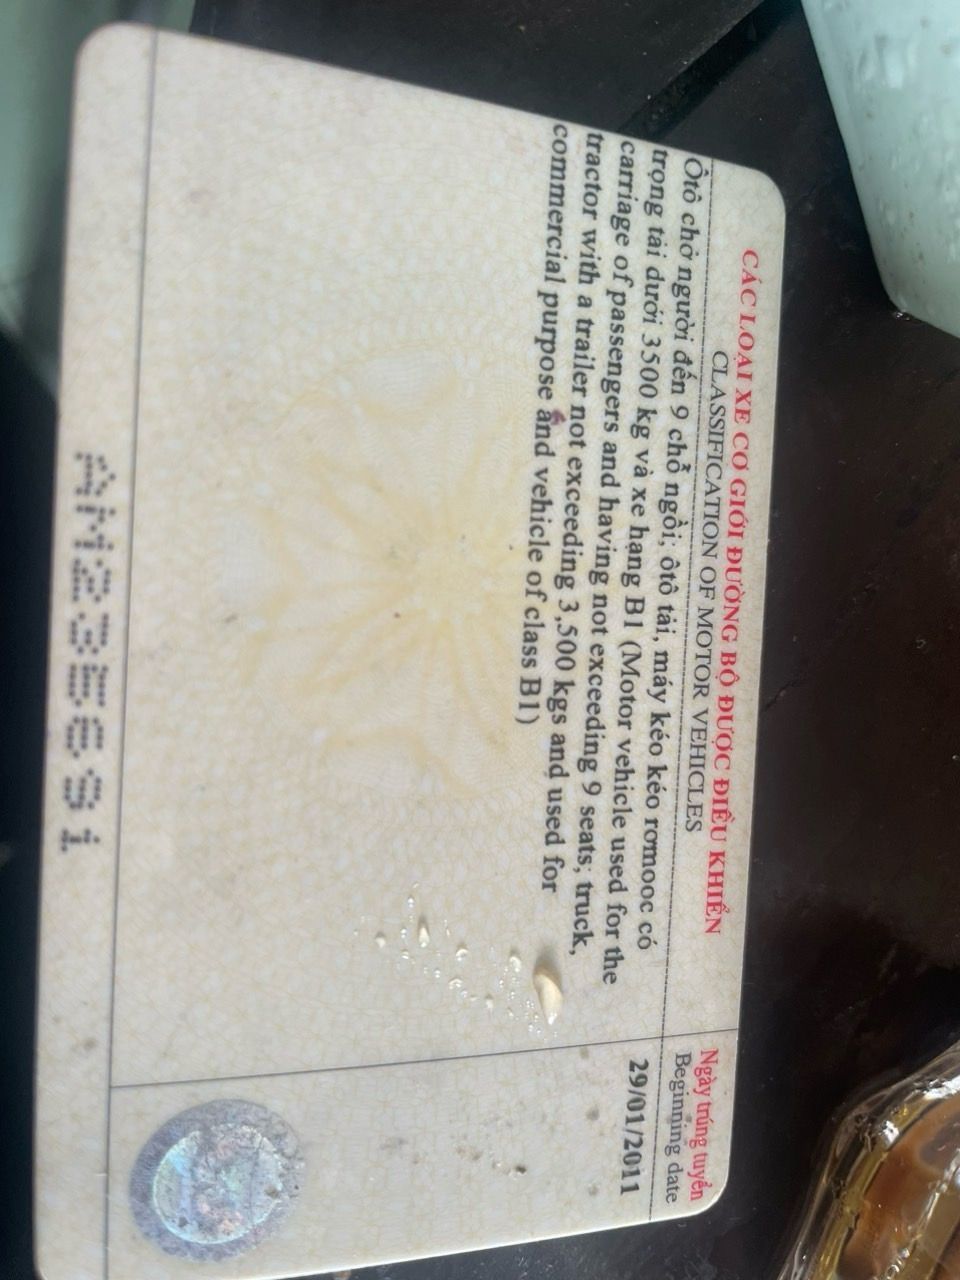 CÁC LOẠI XE CƠ GIỚI ĐƯỜNG BỘ ĐƯỢC ĐIỀU KHIỂN
CLASSIFICATION OF MOTOR VEHICLES
Ngày trúng tuyển
Beginning date
Ôtô chở người đến 9 chỗ ngồi; ôtô tải, máy kéo kéo rơmooc có
trọng tải dưới 3500 kg và xe hạng B1 (Motor vehicle used for the
carriage of passengers and having not exceeding 9 seats; truck,
tractor with a trailer not exceeding 3,500 kgs and used for
commercial purpose and vehicle of class B1)
29/01/2011